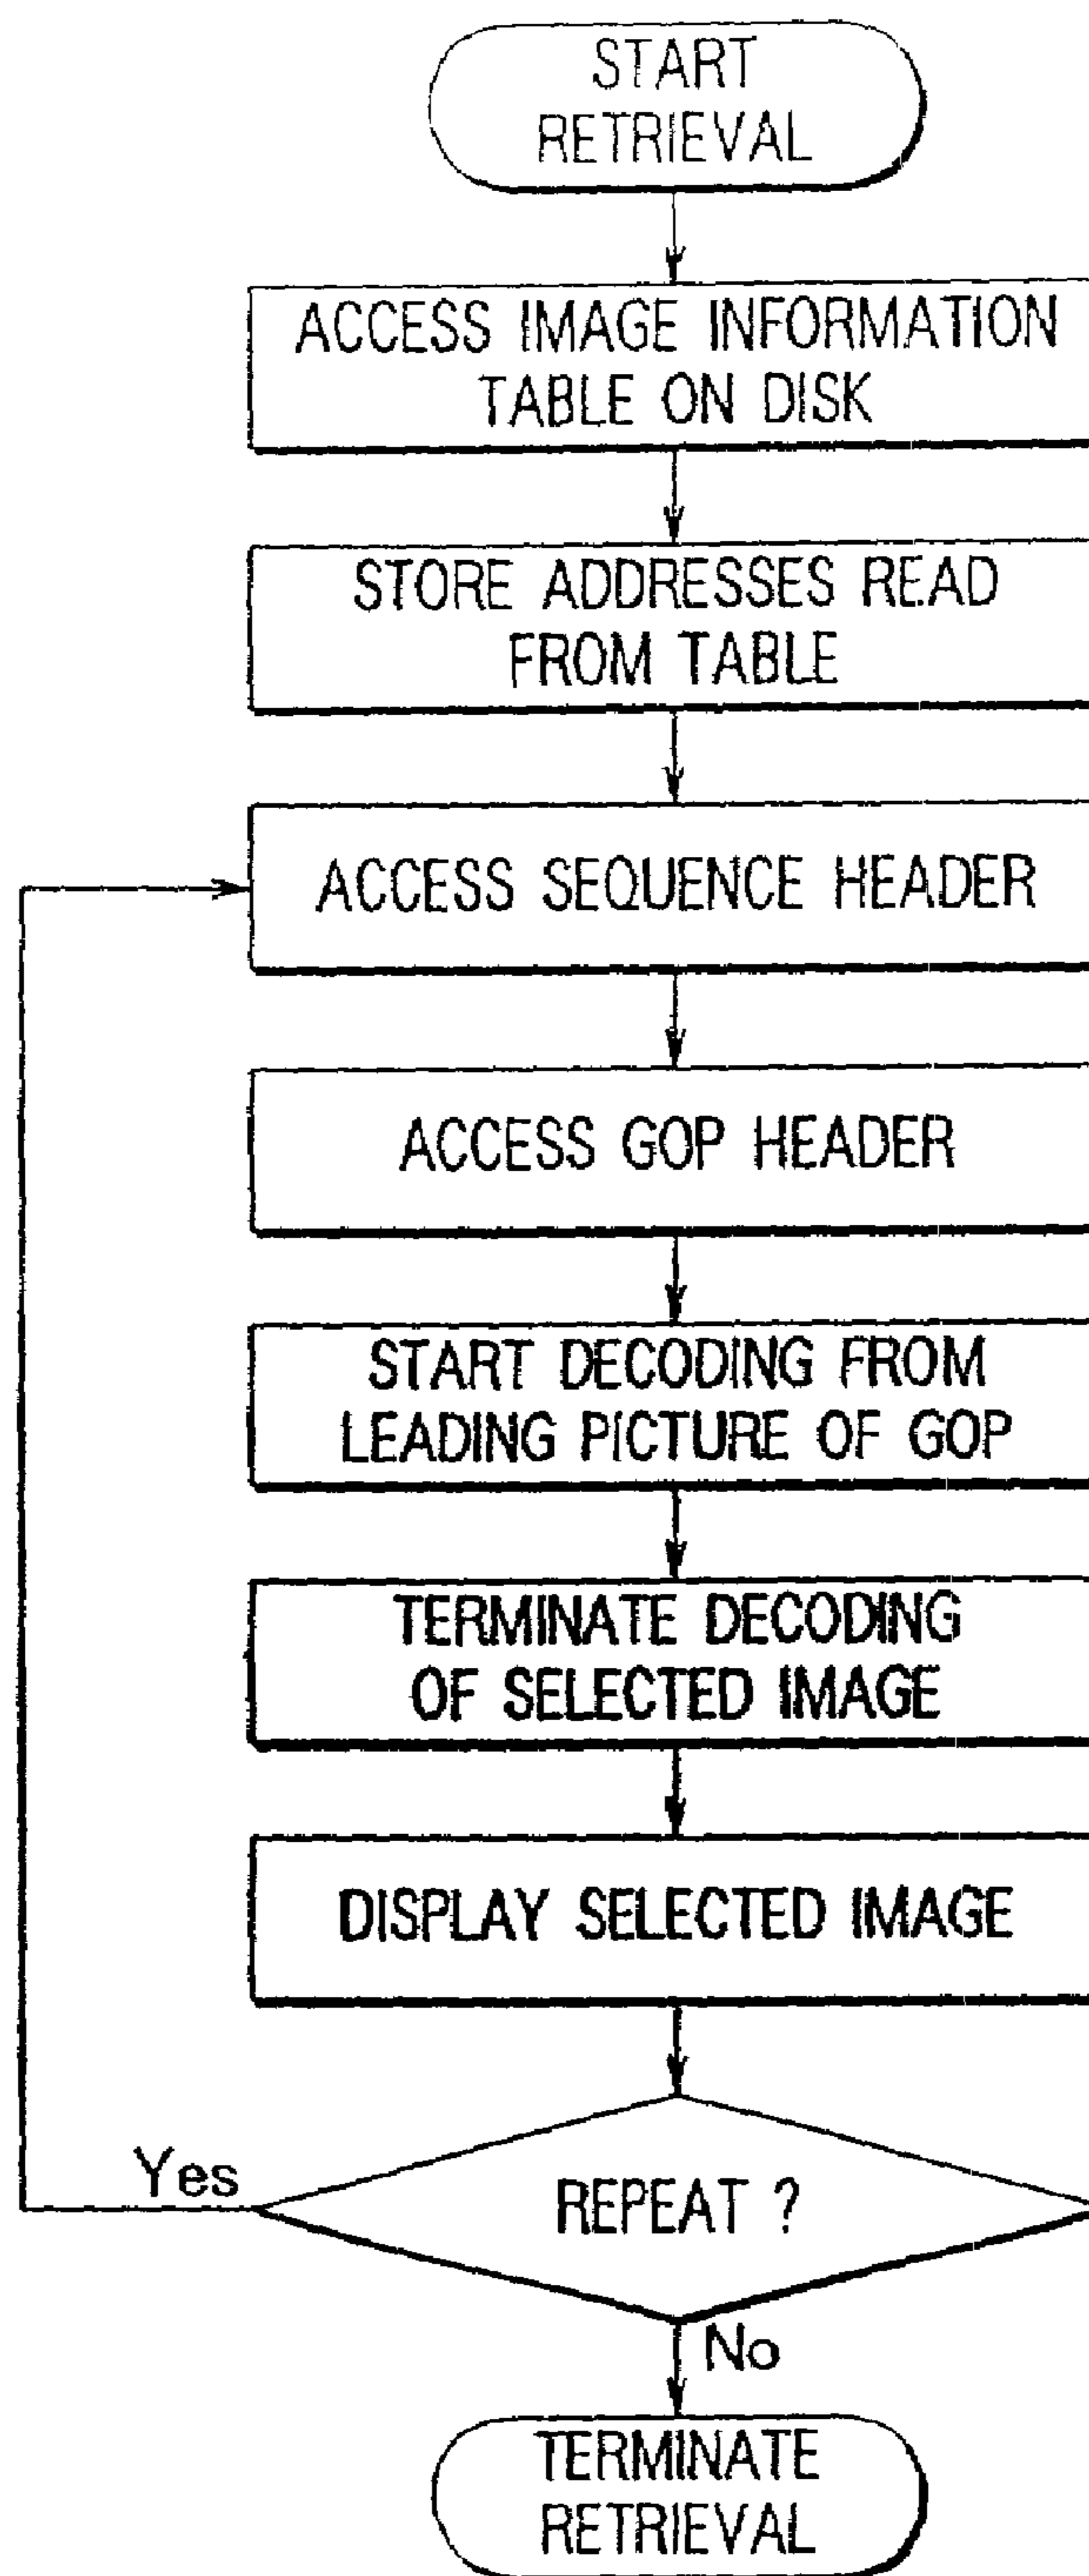 START
RETRIEVAL
ACCESS IMAGE INFORMATION
TABLE ON DISK
STORE ADDRESSES READ
FROM TABLE
ACCESS SEQUENCE HEADER
ACCESS GOP HEADER
START DECODING FROM
LEADING PICTURE OF GOP
TERMINATE DECODING
OF SELECTED IMAGE
DISPLAY SELECTED IMAGE
Yes
REPEAT ?
No
TERMINATE
RETRIEVAL